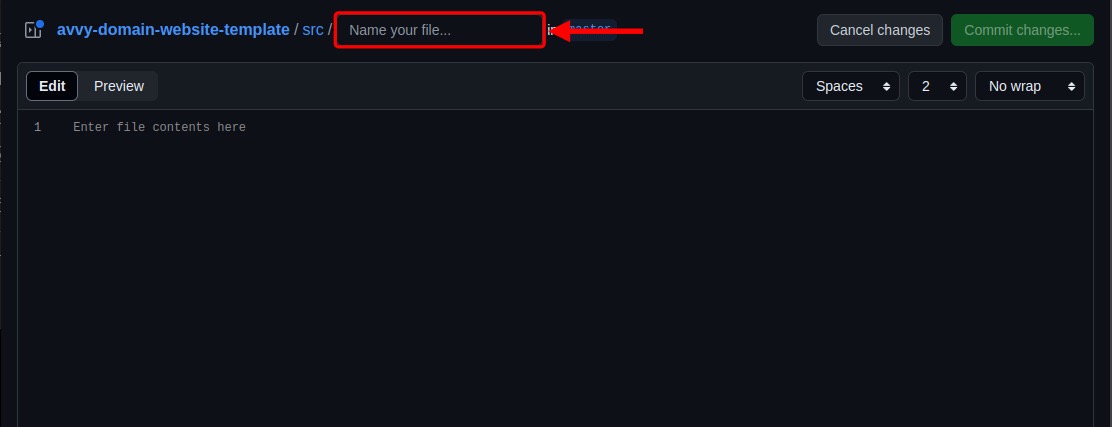 avvy-domain-website-template / src / Name your file... in master Cancel changes Commit changes...
Edit Preview Spaces 2 No wrap
1 Enter file contents here